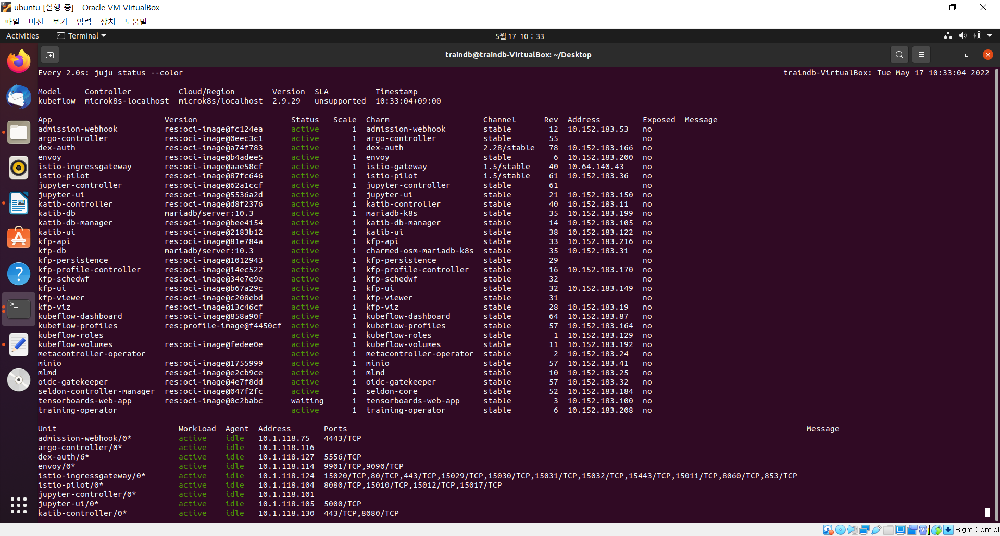 ubuntu [실행 중] - Oracle VM VirtualBox
파일 머신 보기 입력 장치 도움말
Activities Terminal 5월 17 10 : 33
traindb@traindb-VirtualBox: ~/Desktop
Every 2.0s: juju status --color traindb-VirtualBox: Tue May 17 10:33:04 2022
Model Controller Cloud/Region Version SLA Timestamp
kubeflow microk8s-localhost microk8s/localhost 2.9.29 unsupported 10:33:04+09:00
App Version Status Scale Charm Channel Rev Address Exposed Message
admission-webhook res:oci-image@fc124ea active 1 admission-webhook stable 12 10.152.183.53 no
argo-controller res:oci-image@0eec3c1 active 1 argo-controller stable 55 no
dex-auth res:oci-image@a74f783 active 1 dex-auth 2.28/stable 78 10.152.183.166 no
envoy res:oci-image@b4adee5 active 1 envoy stable 6 10.152.183.200 no
istio-ingressgateway res:oci-image@aae58cf active 1 istio-gateway 1.5/stable 40 10.64.140.43 no
istio-pilot res:oci-image@87fc646 active 1 istio-pilot 1.5/stable 61 10.152.183.36 no
jupyter-controller res:oci-image@62a1ccf active 1 jupyter-controller stable 61 no
jupyter-ui res:oci-image@5536a2d active 1 jupyter-ui stable 21 10.152.183.150 no
katib-controller res:oci-image@d8f2376 active 1 katib-controller stable 40 10.152.183.11 no
katib-db mariadb/server:10.3 active 1 mariadb-k8s stable 35 10.152.183.199 no
katib-db-manager res:oci-image@bee4154 active 1 katib-db-manager stable 14 10.152.183.105 no
katib-ui res:oci-image@2183b12 active 1 katib-ui stable 38 10.152.183.122 no
kfp-api res:oci-image@81e784a active 1 kfp-api stable 33 10.152.183.216 no
kfp-db mariadb/server:10.3 active 1 charmed-osm-mariadb-k8s stable 35 10.152.183.31 no
kfp-persistence res:oci-image@1012943 active 1 kfp-persistence stable 29 no
kfp-profile-controller res:oci-image@14ec522 active 1 kfp-profile-controller stable 16 10.152.183.170 no
kfp-schedwf res:oci-image@34e7e9e active 1 kfp-schedwf stable 32 no
kfp-ui res:oci-image@b67a29c active 1 kfp-ui stable 32 10.152.183.149 no
kfp-viewer res:oci-image@c208ebd active 1 kfp-viewer stable 31 no
kfp-viz res:oci-image@13c46cf active 1 kfp-viz stable 28 10.152.183.19 no
kubeflow-dashboard res:oci-image@858a90f active 1 kubeflow-dashboard stable 64 10.152.183.87 no
kubeflow-profiles res:profile-image@f4450cf active 1 kubeflow-profiles stable 57 10.152.183.164 no
kubeflow-roles active 1 kubeflow-roles stable 1 10.152.183.129 no
kubeflow-volumes res:oci-image@fedee0e active 1 kubeflow-volumes stable 11 10.152.183.192 no
metacontroller-operator active 1 metacontroller-operator stable 2 10.152.183.24 no
minio res:oci-image@1755999 active 1 minio stable 57 10.152.183.41 no
mlmd res:oci-image@e2cb9ce active 1 mlmd stable 10 10.152.183.25 no
oidc-gatekeeper res:oci-image@4e7f8dd active 1 oidc-gatekeeper stable 57 10.152.183.32 no
seldon-controller-manager res:oci-image@047f2fc active 1 seldon-core stable 52 10.152.183.184 no
tensorboards-web-app res:oci-image@0c2babc waiting 1 tensorboards-web-app stable 3 10.152.183.100 no
training-operator active 1 training-operator stable 6 10.152.183.208 no
Unit Workload Agent Address Ports Message
admission-webhook/0* active idle 10.1.118.75 4443/TCP
argo-controller/0* active idle 10.1.118.116
dex-auth/6* active idle 10.1.118.127 5556/TCP
envoy/0* active idle 10.1.118.114 9901/TCP,9090/TCP
istio-ingressgateway/0* active idle 10.1.118.124 15020/TCP,80/TCP,443/TCP,15029/TCP,15030/TCP,15031/TCP,15032/TCP,15443/TCP,15011/TCP,8060/TCP,853/TCP
istio-pilot/0* active idle 10.1.118.104 8080/TCP,15010/TCP,15012/TCP,15017/TCP
jupyter-controller/0* active idle 10.1.118.101
jupyter-ui/0* active idle 10.1.118.105 5000/TCP
katib-controller/0* active idle 10.1.118.130 443/TCP,8080/TCP
Right Control